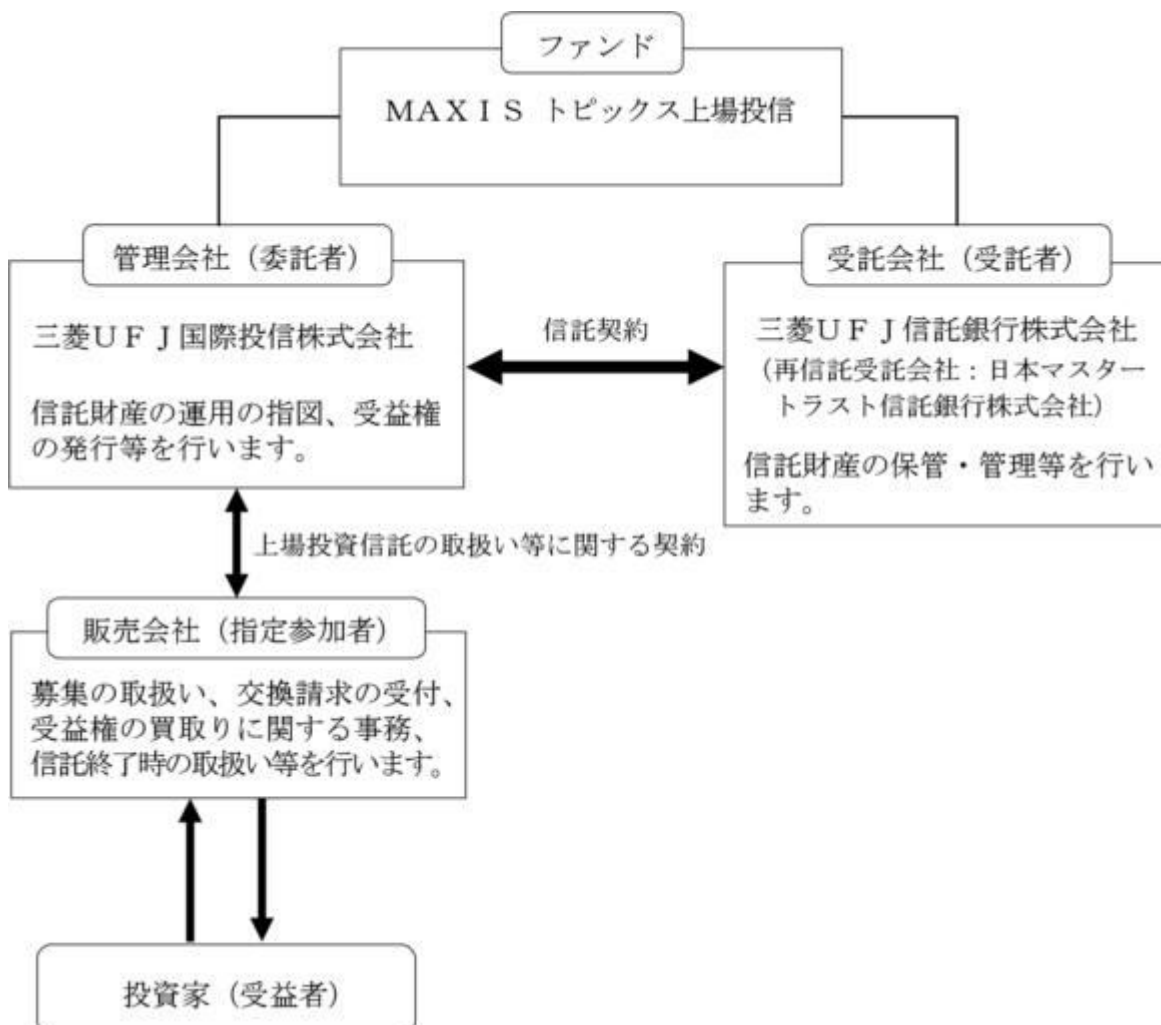 ファンド
ＭＡＸＩＳ トピックス上場投信
管理会社（委託者）
三菱ＵＦＪ国際投信株式会社
信託財産の運用の指図、受益権
の発行等を行います。
信託契約
受託会社（受託者）
三菱ＵＦＪ信託銀行株式会社
（再信託受託会社：日本マスター
トラスト信託銀行株式会社）
信託財産の保管・管理等を行い
ます。
上場投資信託の取扱い等に関する契約
販売会社（指定参加者）
募集の取扱い、交換請求の受付、
受益権の買取りに関する事務、
信託終了時の取扱い等を行います。
投資家（受益者）